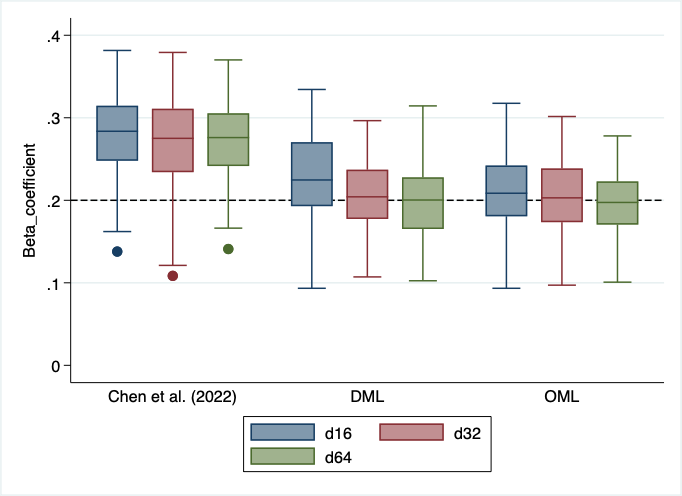 .4
.3
.2
.1
0
Beta_coefficient
Chen et al. (2022) DML OML
d16 d32
d64